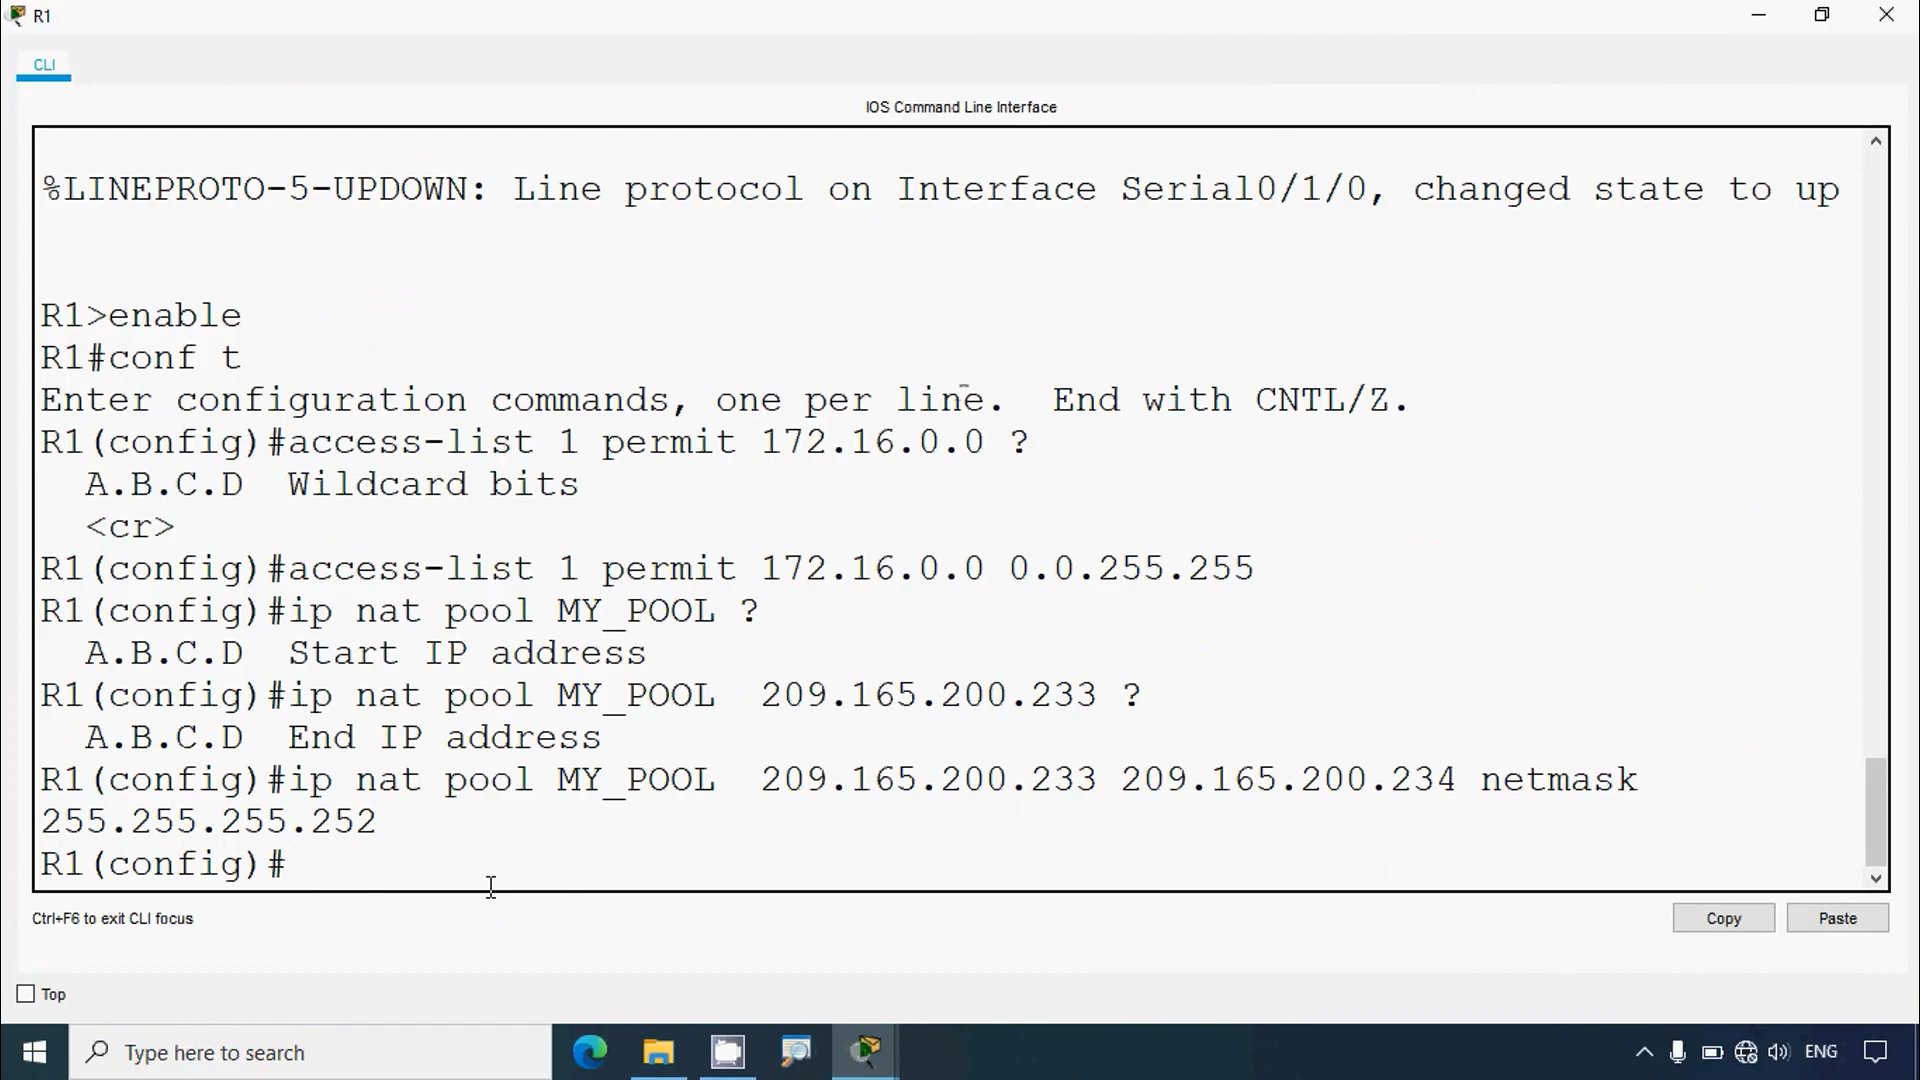 R1
CLI
IOS Command Line Interface
%LINEPROTO-5-UPDOWN: Line protocol on Interface Serial0/1/0, changed state to up
R1>enable
R1#conf t
Enter configuration commands, one per line.  End with CNTL/Z.
R1(config)#access-list 1 permit 172.16.0.0 ?
  A.B.C.D  Wildcard bits
  <cr>
R1(config)#access-list 1 permit 172.16.0.0 0.0.255.255
R1(config)#ip nat pool MY_POOL ?
  A.B.C.D  Start IP address
R1(config)#ip nat pool MY_POOL  209.165.200.233 ?
  A.B.C.D  End IP address
R1(config)#ip nat pool MY_POOL  209.165.200.233 209.165.200.234 netmask
255.255.255.252
R1(config)#
Ctrl+F6 to exit CLI focus
Copy
Paste
Top
Type here to search
ENG